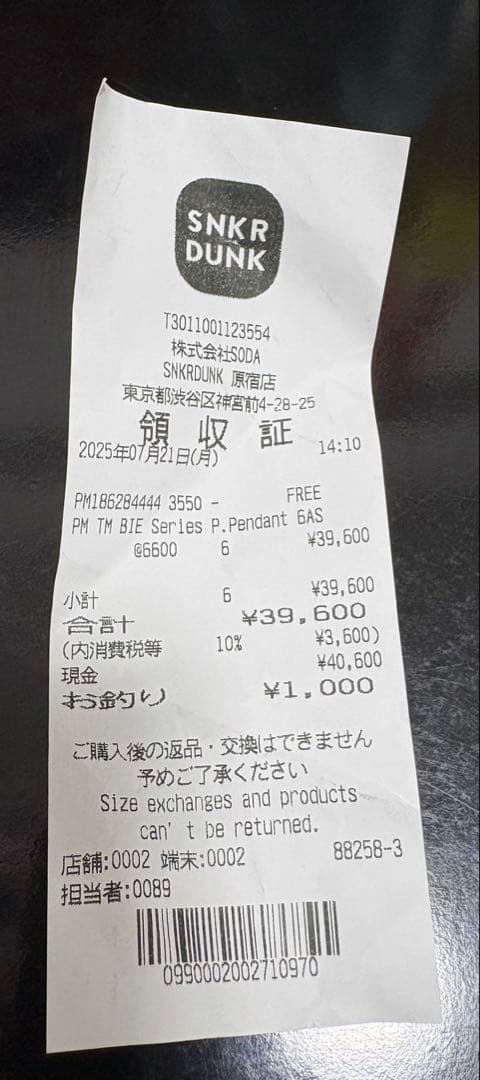 SNKR
DUNK
T3011001123554
株式会社SODA
SNKRDUNK 原宿店
東京都渋谷区神宮前4-28-25
領 収 証
2025年07月21日(月) 14:10
PM186284444 3550 - FREE
PM TM BIE Series P.Pendant 6AS
@6600 6 ¥39,600
小計 6 ¥39,600
合計 ¥39,600
(内消費税等 10% ¥3,600)
現金 ¥40,600
お釣り ¥1,000
ご購入後の返品・交換はできません
予めご了承ください
Size exchanges and products
can't be returned.
店舗:0002 端末:0002 88258-3
担当者:0089
0990002002710970